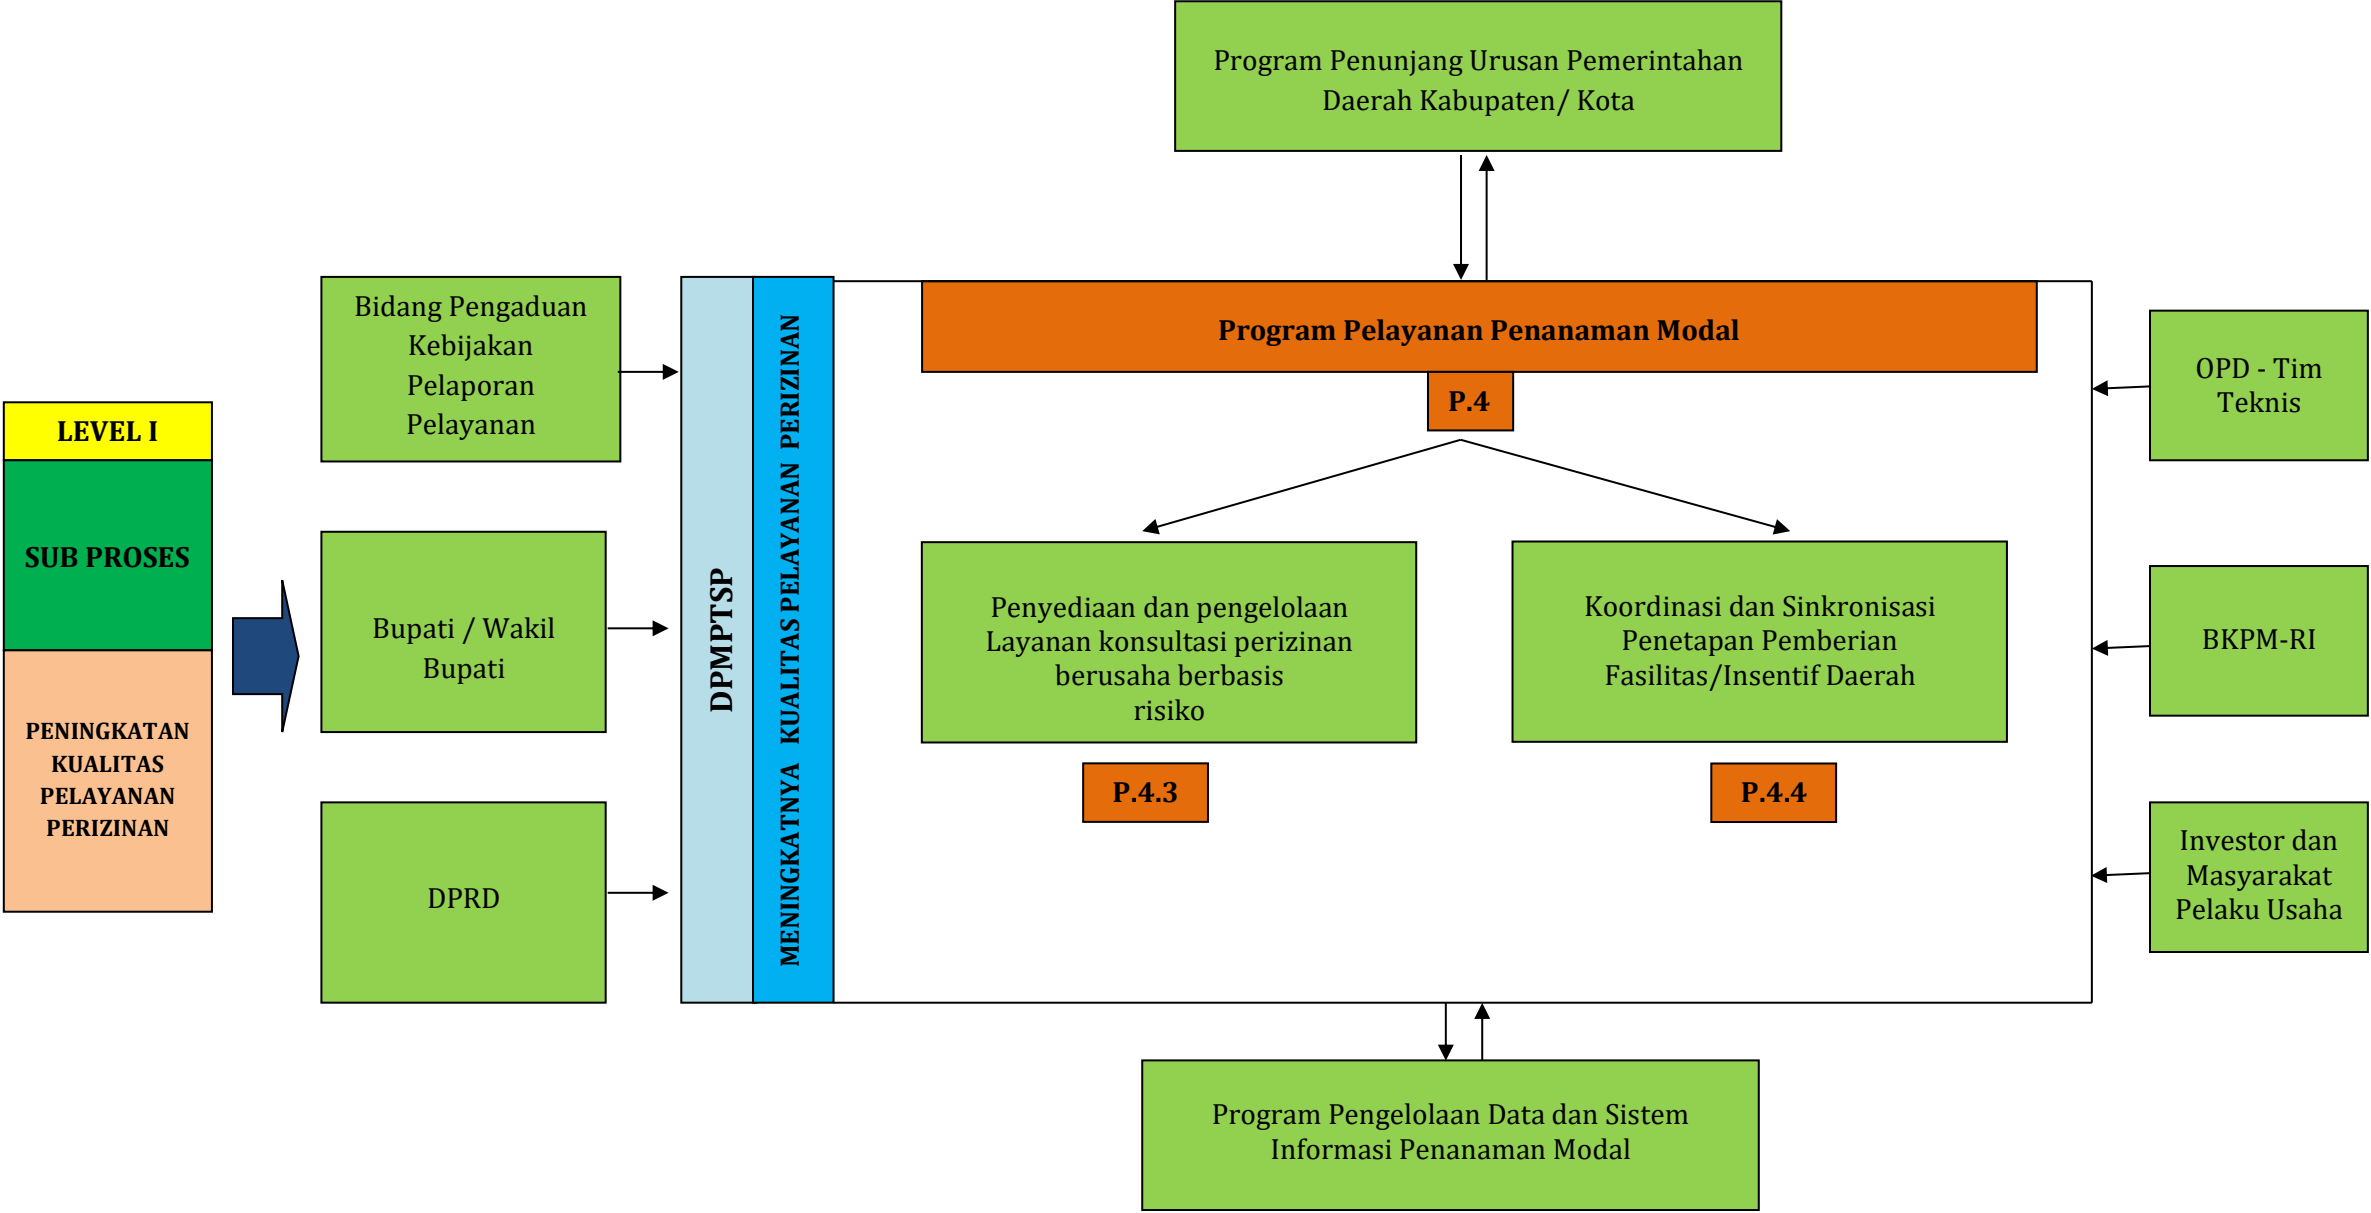 Program Penunjang Urusan Pemerintahan
Daerah Kabupaten/ Kota
LEVEL I
SUB PROSES
PENINGKATAN
KUALITAS
PELAYANAN
PERIZINAN
Bidang Pengaduan
Kebijakan
Pelaporan
Pelayanan
Bupati / Wakil
Bupati
DPRD
DPMPTSP
MENINGKATNYA KUALITAS PELAYANAN PERIZINAN
Program Pelayanan Penanaman Modal
P.4
Penyediaan dan pengelolaan
Layanan konsultasi perizinan
berusaha berbasis
risiko
P.4.3
Koordinasi dan Sinkronisasi
Penetapan Pemberian
Fasilitas/Insentif Daerah
P.4.4
OPD - Tim
Teknis
BKPM-RI
Investor dan
Masyarakat
Pelaku Usaha
Program Pengelolaan Data dan Sistem
Informasi Penanaman Modal